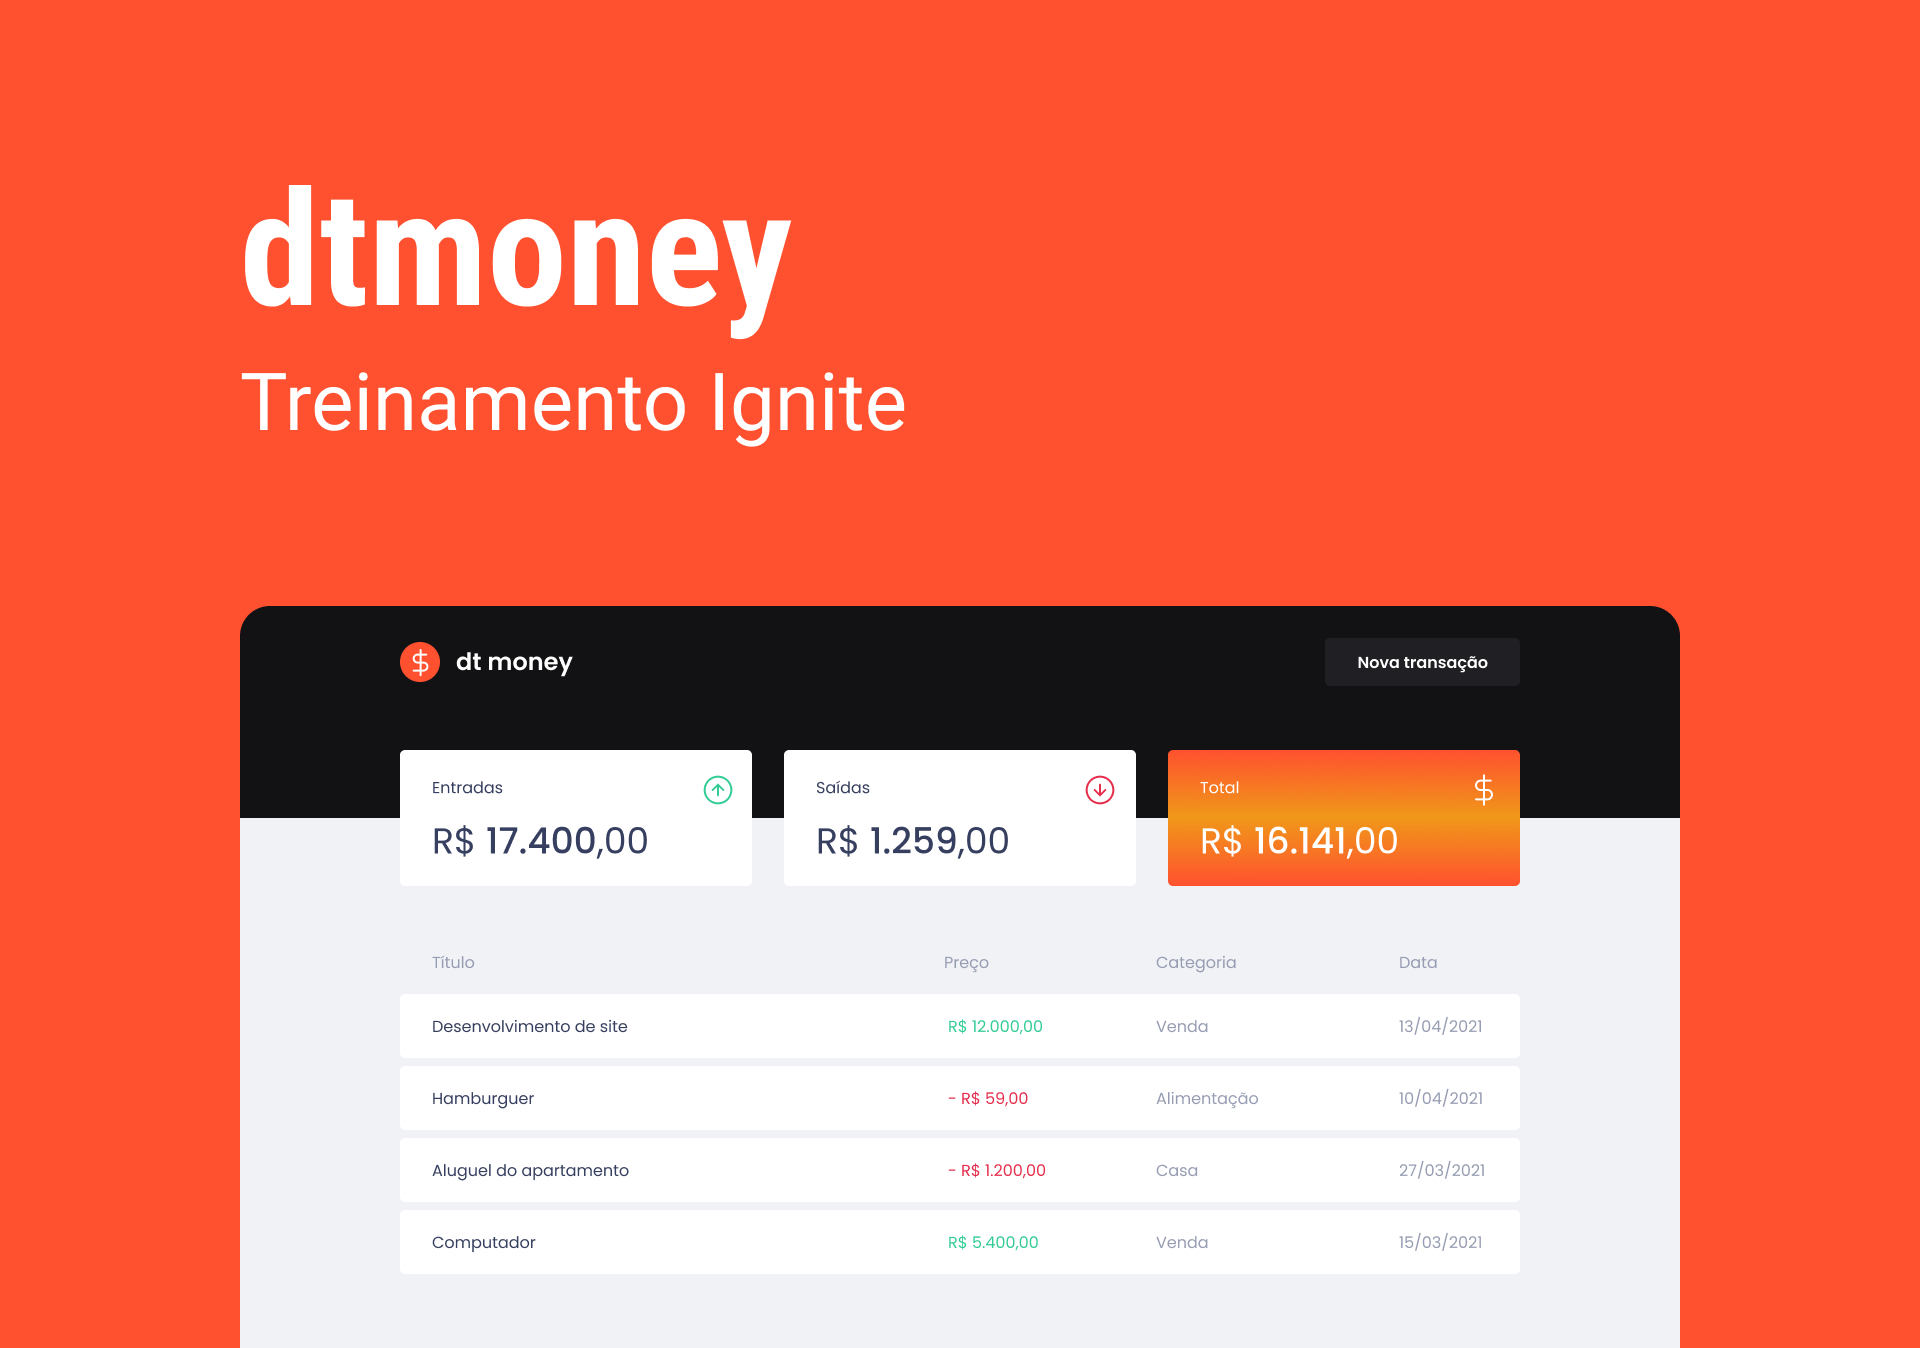 dtmoney
Treinamento Ignite
dt money
Nova transação
Entradas
R$ 17.400,00
Saídas
R$ 1.259,00
Total
R$ 16.141,00
Título Preço Categoria Data
Desenvolvimento de site R$ 12.000,00 Venda 13/04/2021
Hamburguer - R$ 59,00 Alimentação 10/04/2021
Aluguel do apartamento - R$ 1.200,00 Casa 27/03/2021
Computador R$ 5.400,00 Venda 15/03/2021